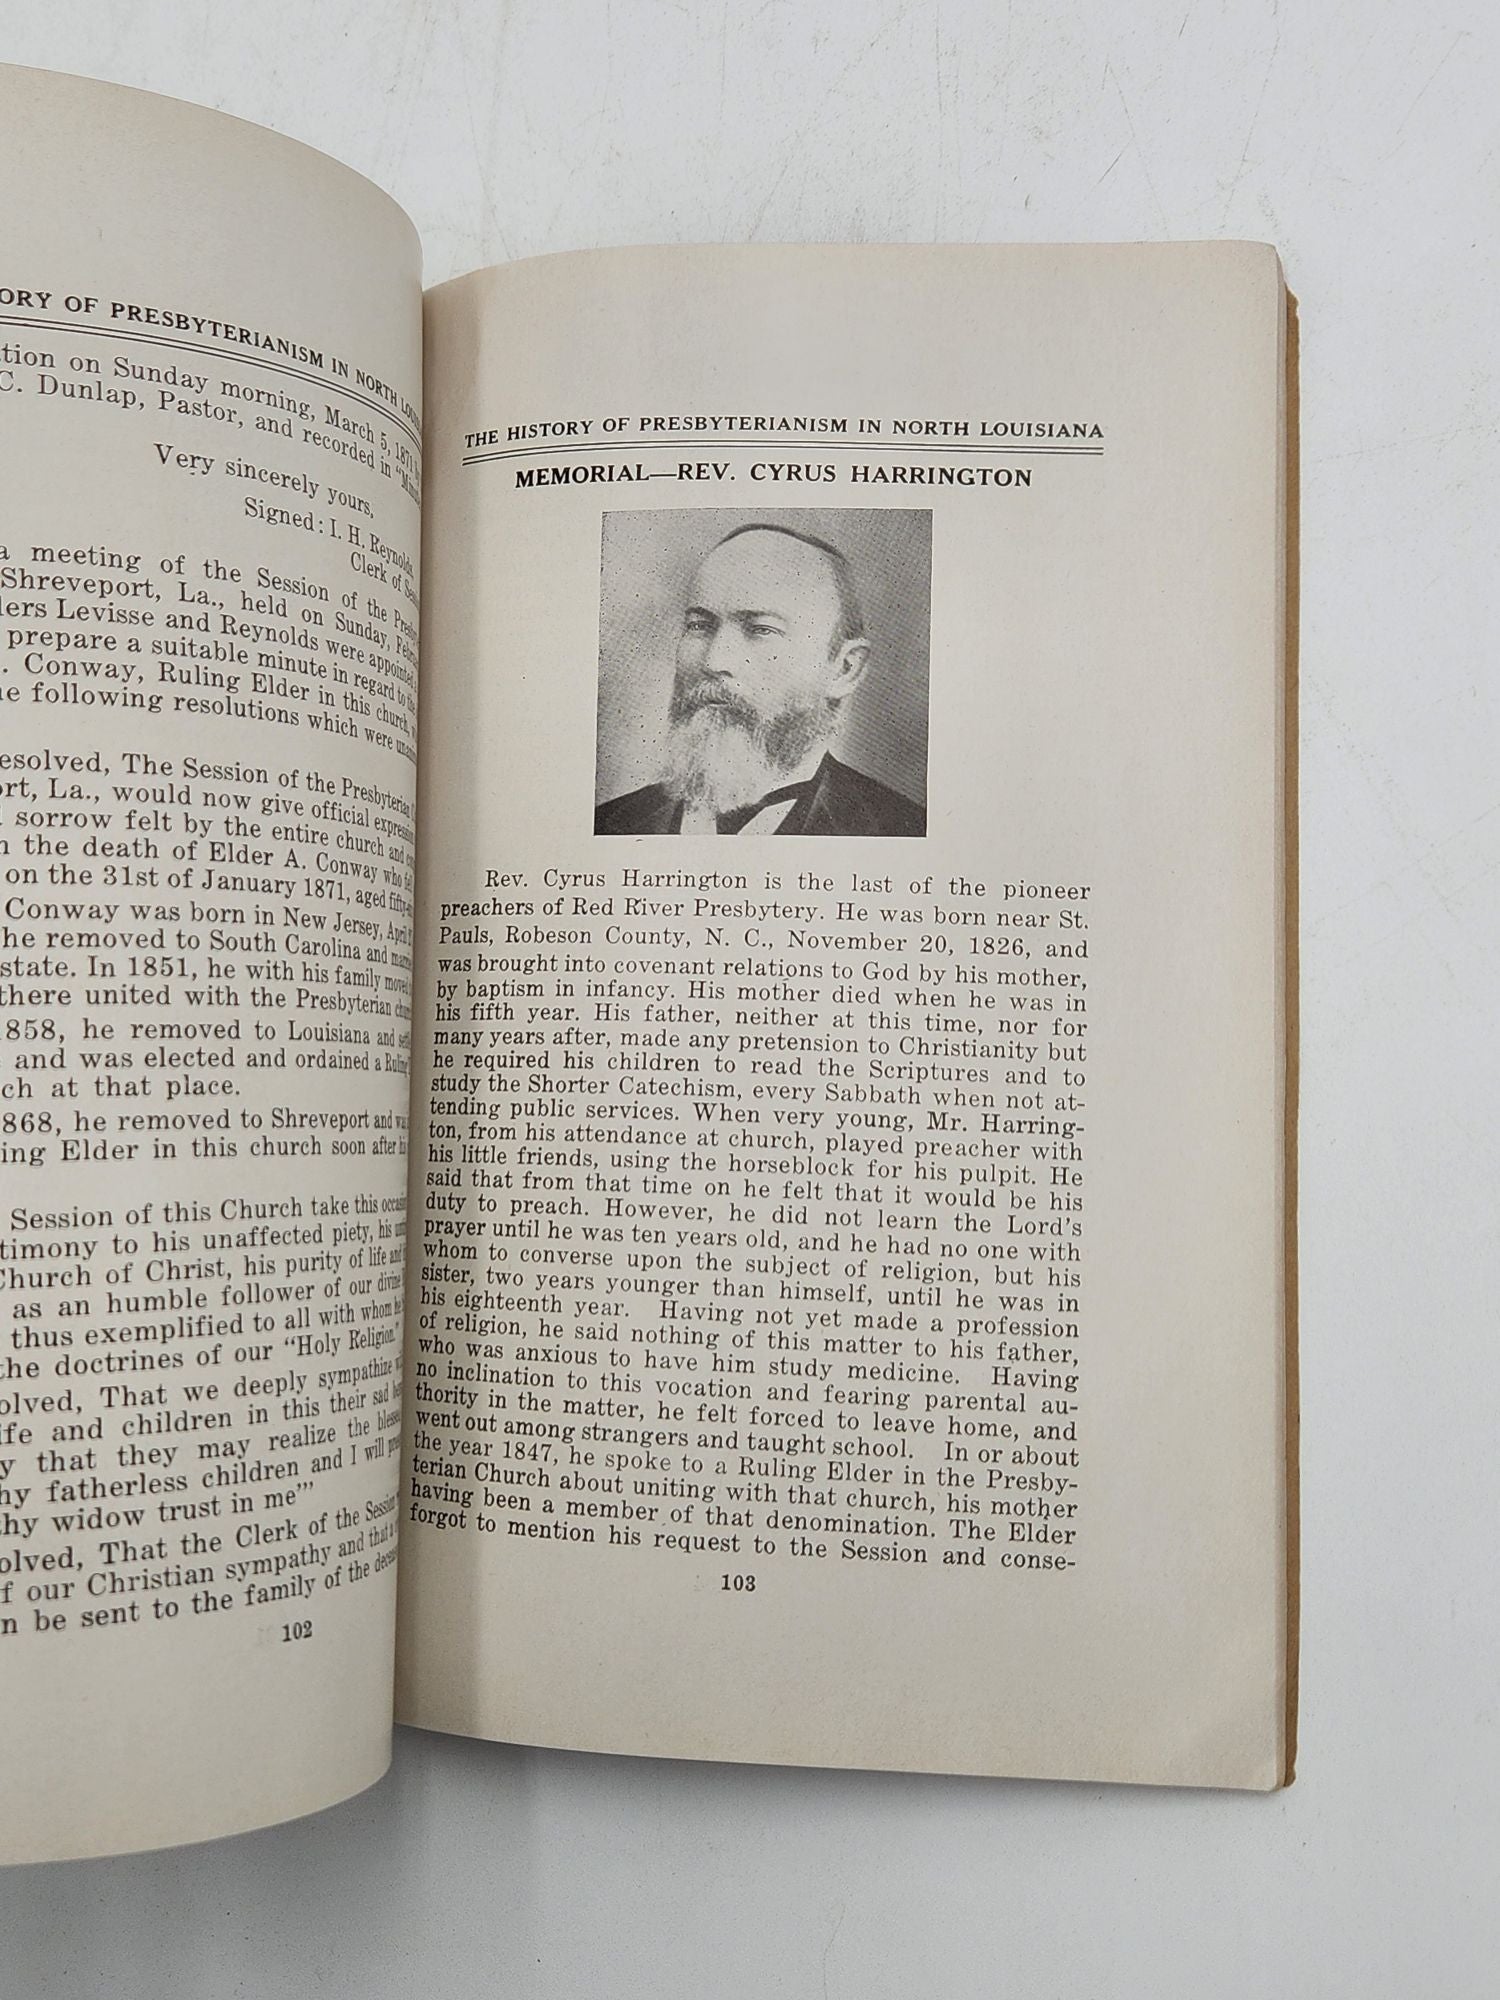 ORY OF PRESBYTERIANISM IN NORTH
tion on Sunday morning, March 5, 1871
C. Dunlap, Pastor, and recorded in
Very sincerely yours,
Signed: I. H. Reynolds,
Clerk of
a meeting of the Session of the
Shreveport, La., held on Sunday,
ders Levisse and Reynolds were appointed
prepare a suitable minute in regard to the
. Conway, Ruling Elder in this church,
he following resolutions which were
esolved, The Session of the Presbyterian
ort, La., would now give official expression
sorrow felt by the entire church and
n the death of Elder A. Conway who
on the 31st of January 1871, aged
Conway was born in New Jersey, April
he removed to South Carolina and
state. In 1851, he with his family moved
there united with the Presbyterian
1858, he removed to Louisiana and
and was elected and ordained a
ch at that place.
868, he removed to Shreveport and
ing Elder in this church soon after
Session of this Church take this
timony to his unaffected piety, his
Church of Christ, his purity of life and
as an humble follower of our divine
thus exemplified to all with whom
the doctrines of our "Holy Religion."
olved, That we deeply sympathize
ife and children in this their sad
y that they may realize the
hy fatherless children and I will
thy widow trust in me'"
olved, That the Clerk of the Session
f our Christian sympathy and that a
n be sent to the family of the
102
THE HISTORY OF PRESBYTERIANISM IN NORTH LOUISIANA
MEMORIAL—REV. CYRUS HARRINGTON
Rev. Cyrus Harrington is the last of the pioneer
preachers of Red River Presbytery. He was born near St.
Pauls, Robeson County, N. C., November 20, 1826, and
was brought into covenant relations to God by his mother,
by baptism in infancy. His mother died when he was in
his fifth year. His father, neither at this time, nor for
many years after, made any pretension to Christianity but
he required his children to read the Scriptures and to
study the Shorter Catechism, every Sabbath when not at-
tending public services. When very young, Mr. Harring-
ton, from his attendance at church, played preacher with
his little friends, using the horseblock for his pulpit. He
said that from that time on he felt that it would be his
duty to preach. However, he did not learn the Lord's
prayer until he was ten years old, and he had no one with
whom to converse upon the subject of religion, but his
sister, two years younger than himself, until he was in
his eighteenth year. Having not yet made a profession
of religion, he said nothing of this matter to his father,
who was anxious to have him study medicine. Having
no inclination to this vocation and fearing parental au-
thority in the matter, he felt forced to leave home, and
went out among strangers and taught school. In or about
the year 1847, he spoke to a Ruling Elder in the Presby-
terian Church about uniting with that church, his mother
having been a member of that denomination. The Elder
forgot to mention his request to the Session and conse-
103